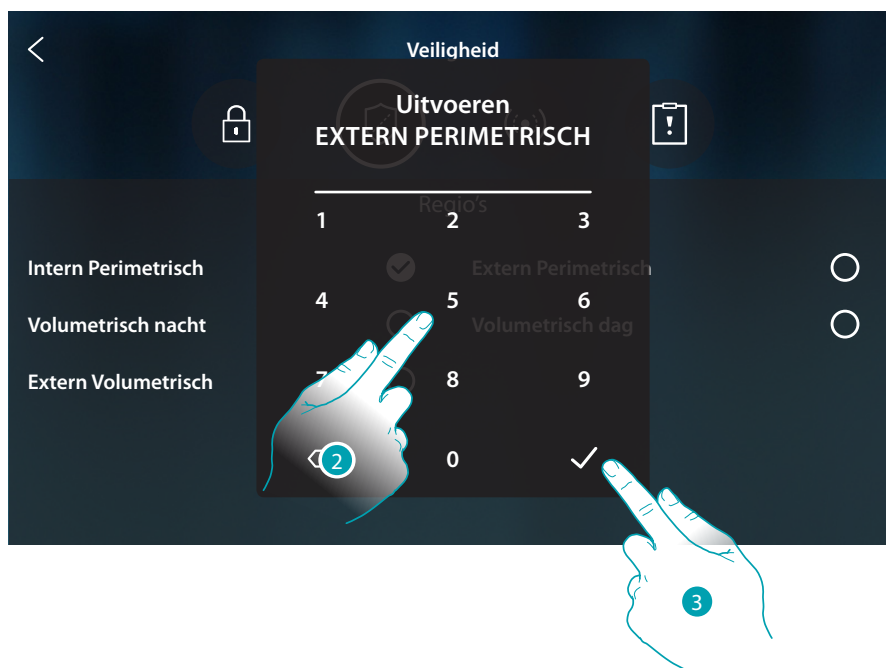 Veiligheid
Uitvoeren
EXTERN PERIMETRISCH
Regio's
1 2 3
Intern Perimetrisch
Extern Perimetrisch
4 5 6
Volumetrisch nacht
Volumetrisch dag
Extern Volumetrisch
7 8 9
2
0
3